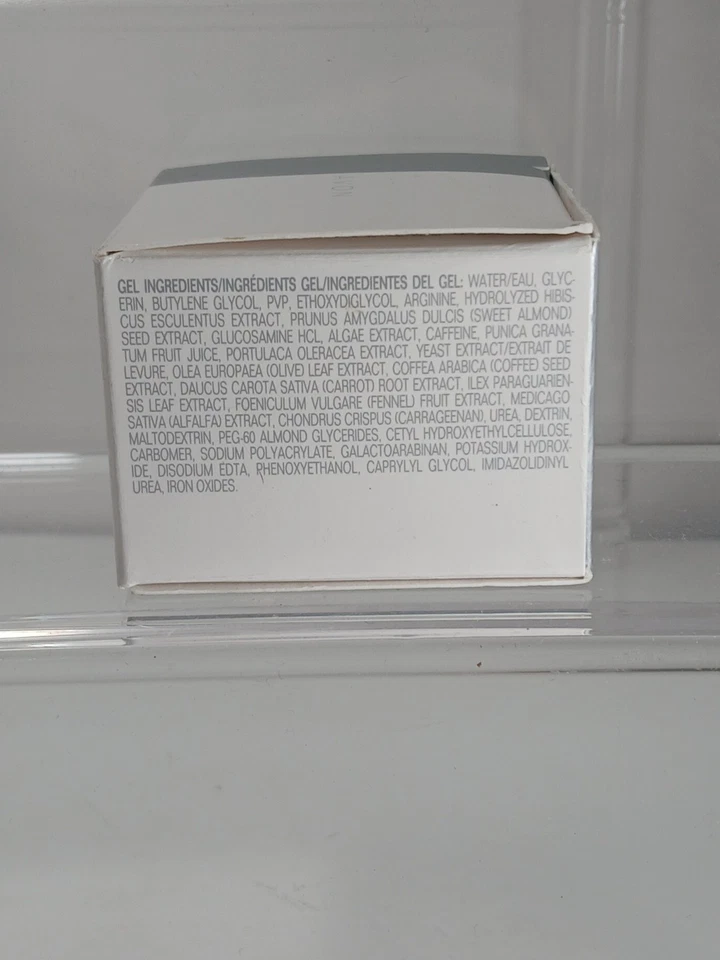 GEL INGREDIENTS/INGRÉDIENTS GEL/INGREDIENTES DEL GEL: WATER/EAU, GLYC-
ERIN, BUTYLENE GLYCOL, PVP, ETHOXYDIGLYCOL, ARGININE, HYDROLYZED HIBIS-
CUS ESCULENTUS EXTRACT, PRUNUS AMYGDALUS DULCIS (SWEET ALMOND)
SEED EXTRACT, GLUCOSAMINE HCL, ALGAE EXTRACT, CAFFEINE, PUNICA GRANA-
TUM FRUIT JUICE, PORTULACA OLERACEA EXTRACT, YEAST EXTRACT/EXTRAIT DE
LEVURE, OLEA EUROPAEA (OLIVE) LEAF EXTRACT, COFFEA ARABICA (COFFEE) SEED
EXTRACT, DAUCUS CAROTA SATIVA (CARROT) ROOT EXTRACT, ILEX PARAGUARIEN-
SIS LEAF EXTRACT, FOENICULUM VULGARE (FENNEL) FRUIT EXTRACT, MEDICAGO
SATIVA (ALFALFA) EXTRACT, CHONDRUS CRISPUS (CARRAGEENAN), UREA, DEXTRIN,
MALTODEXTRIN, PEG-60 ALMOND GLYCERIDES, CETYL HYDROXYETHYLCELLULOSE,
CARBOMER, SODIUM POLYACRYLATE, GALACTOARABINAN, POTASSIUM HYDROX-
IDE, DISODIUM EDTA, PHENOXYETHANOL, CAPRYLYL GLYCOL, IMIDAZOLIDINYL
UREA, IRON OXIDES.